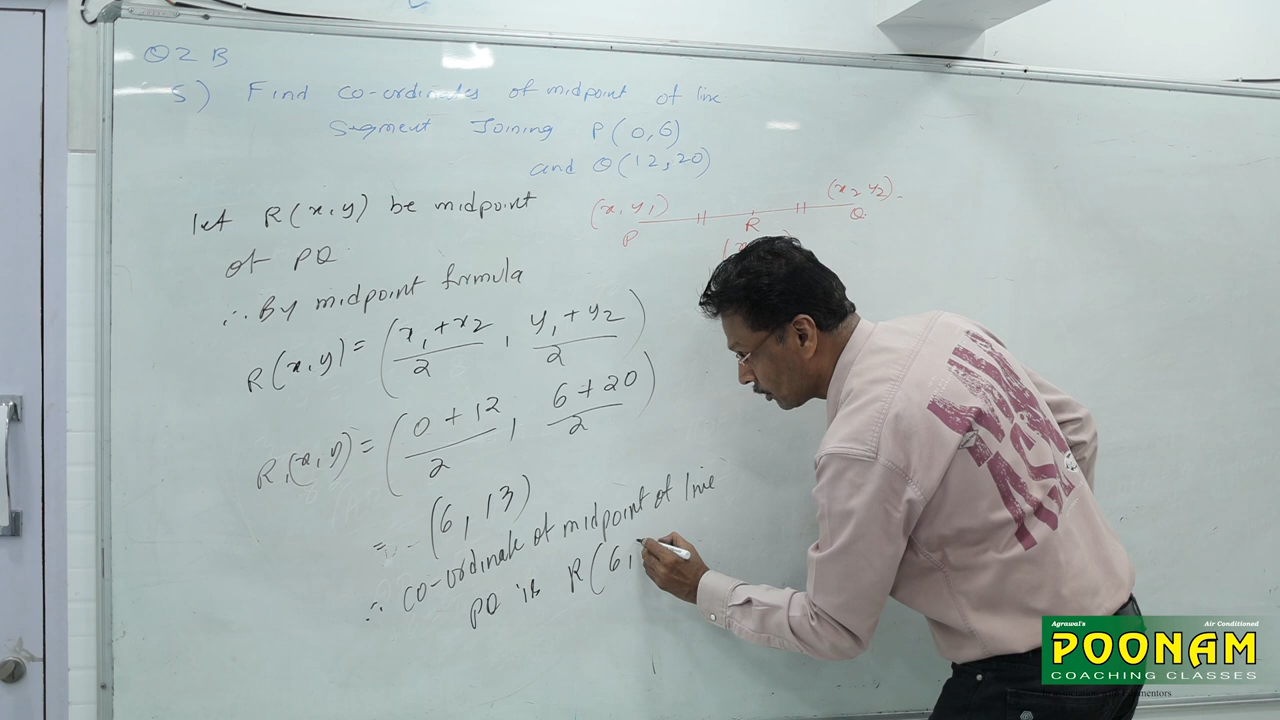 Q 2 B
5) Find co-ordinates of midpoint of line
Segment Joining P(0,6)
and Q(12,20)
let R(x,y) be midpoint
of PQ
∴ By midpoint formula
R(x,y) = (x₁+x₂/2, y₁+y₂/2)
R(x,y) = (0+12/2, 6+20/2)
= (6,13)
∴ co-ordinate of midpoint of line
PQ is R(6,
(x, y₁)
(x₂ y₂)
P
R
Q
Agrawal's Air Conditioned
POONAM
COACHING CLASSES